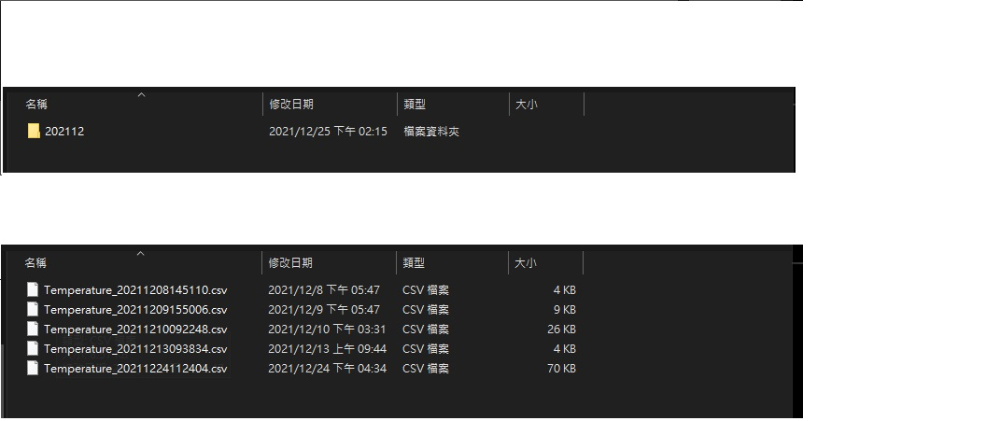 名稱 修改日期 類型 大小
202112 2021/12/25 下午 02:15 檔案資料夾
名稱 修改日期 類型 大小
Temperature_20211208145110.csv 2021/12/8 下午 05:47 CSV 檔案 4 KB
Temperature_20211209155006.csv 2021/12/9 下午 05:47 CSV 檔案 9 KB
Temperature_20211210092248.csv 2021/12/10 下午 03:31 CSV 檔案 26 KB
Temperature_20211213093834.csv 2021/12/13 上午 09:44 CSV 檔案 4 KB
Temperature_20211224112404.csv 2021/12/24 下午 04:34 CSV 檔案 70 KB